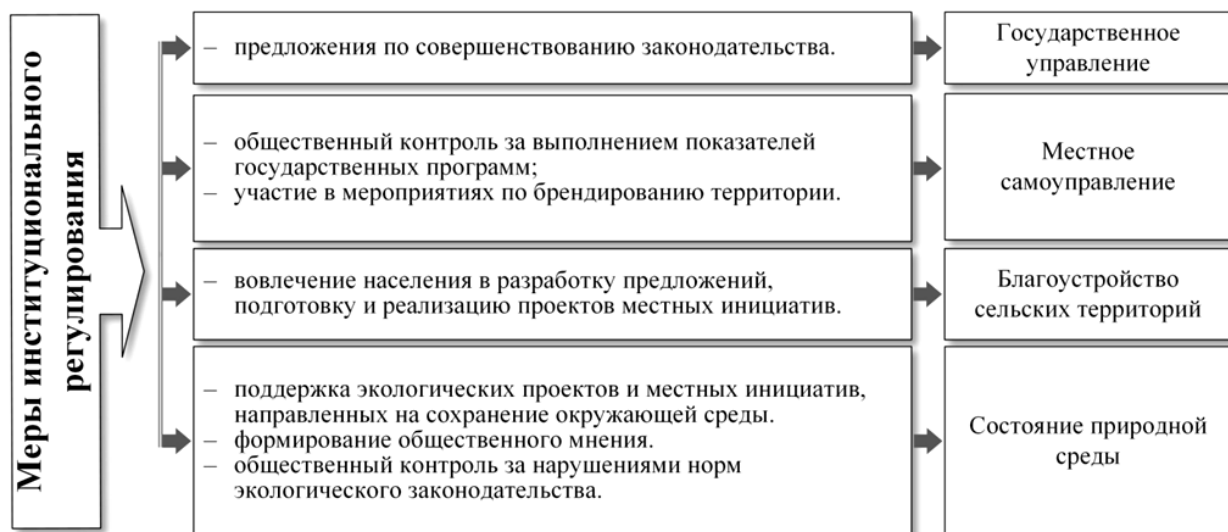 Меры институционального
регулирования
– предложения по совершенствованию законодательства.
Государственное
управление
– общественный контроль за выполнением показателей
государственных программ;
– участие в мероприятиях по брендированию территории.
Местное
самоуправление
– вовлечение населения в разработку предложений,
подготовку и реализацию проектов местных инициатив.
Благоустройство
сельских территорий
– поддержка экологических проектов и местных инициатив,
направленных на сохранение окружающей среды.
– формирование общественного мнения.
– общественный контроль за нарушениями норм
экологического законодательства.
Состояние природной
среды